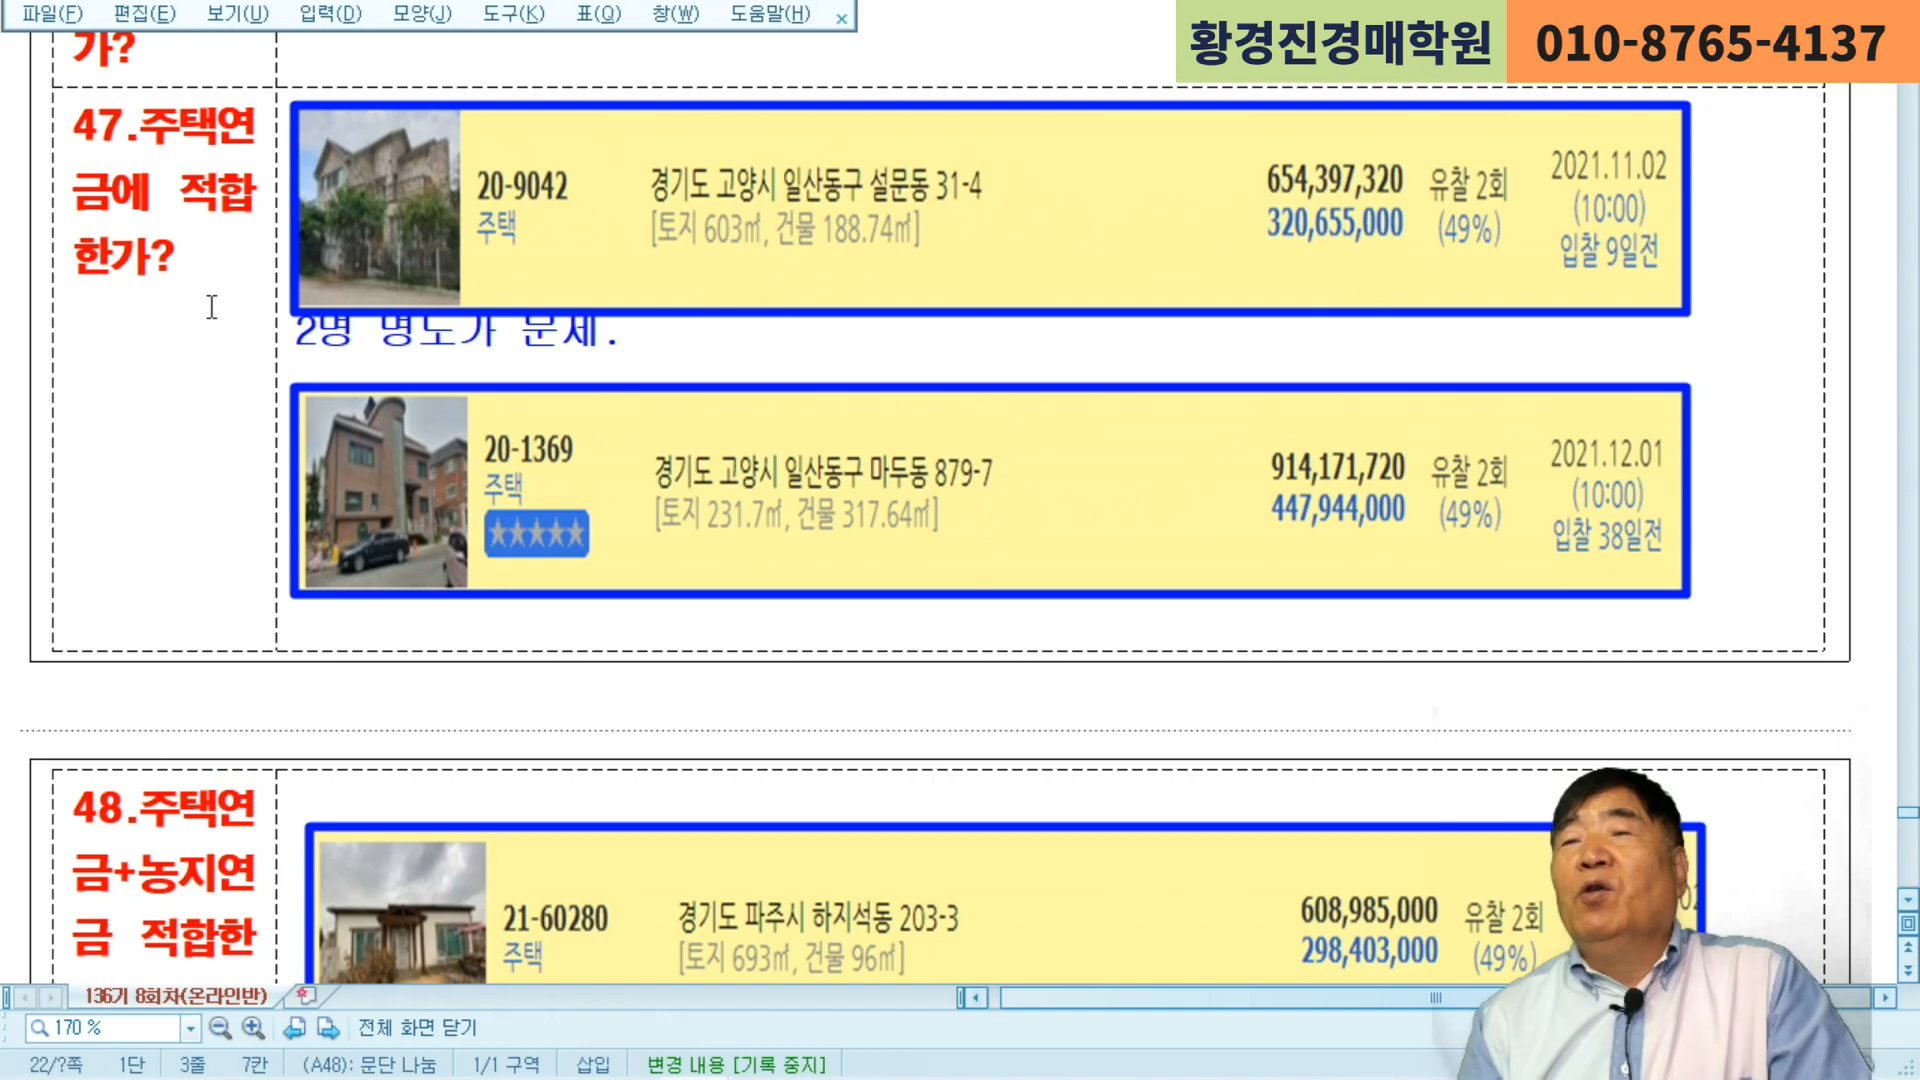 파일(F) 편집(E) 보기(U) 입력(D) 모양(J) 도구(K) 표(Q) 창(W) 도움말(H) ×
황경진경매학원 010-8765-4137
가?
47.주택연
금에 적합
한가?
20-9042
주택
경기도 고양시 일산동구 설문동 31-4
[토지 603㎡, 건물 188.74㎡]
654,397,320
320,655,000
유찰 2회
(49%)
2021.11.02
(10:00)
입찰 9일전
2명 명도가 문제.
20-1369
주택
★★★★★
경기도 고양시 일산동구 마두동 879-7
[토지 231.7㎡, 건물 317.64㎡]
914,171,720
447,944,000
유찰 2회
(49%)
2021.12.01
(10:00)
입찰 38일전
48.주택연
금+농지연
금 적합한
21-60280
주택
경기도 파주시 하지석동 203-3
[토지 693㎡, 건물 96㎡]
608,985,000
298,403,000
유찰 2회
(49%)
136기 8회차(온라인반)
170 %
전체 화면 닫기
22/?쪽 1단 3줄 7칸 (A48): 문단 나눔 1/1 구역 삽입 변경 내용 [기록 중지]